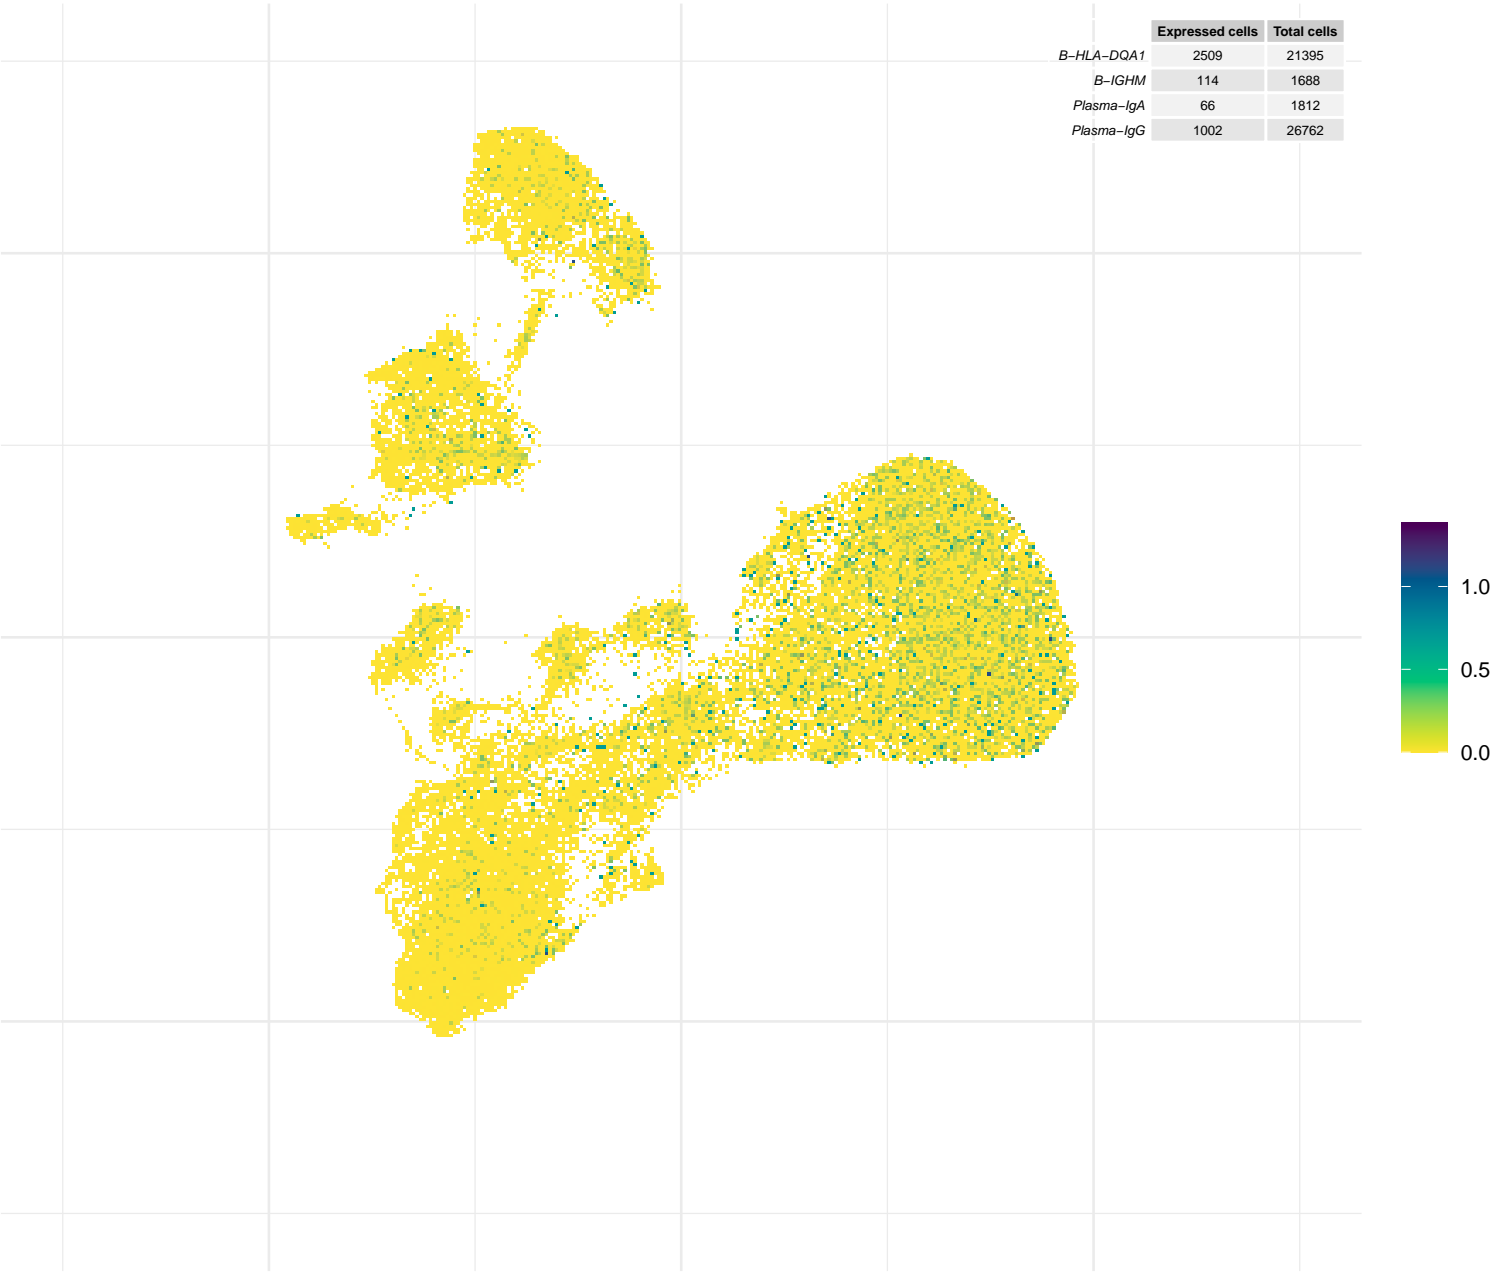 Expressed cells Total cells
B−HLA−DQA1 2509 21395
B−IGHM 114 1688
Plasma−IgA 66 1812
Plasma−IgG 1002 26762
1.0
0.5
0.0